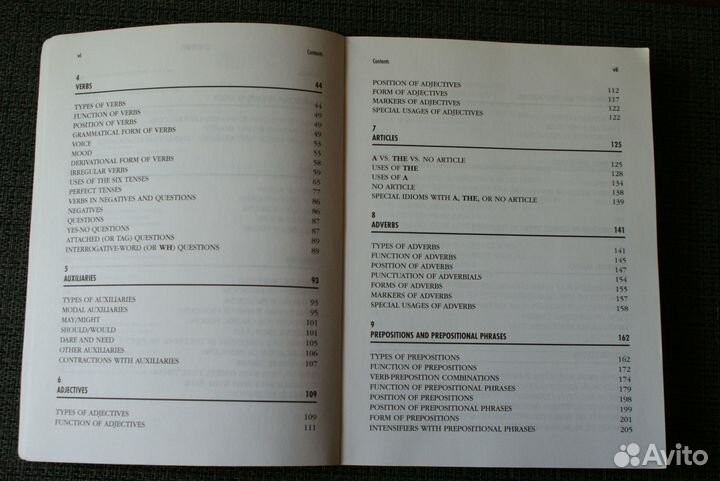 vi Contents
4
VERBS 44
TYPES OF VERBS 44
FUNCTION OF VERBS 49
POSITION OF VERBS 49
GRAMMATICAL FORM OF VERBS 49
VOICE 53
MOOD 55
DERIVATIONAL FORM OF VERBS 58
IRREGULAR VERBS 59
USES OF THE SIX TENSES 65
PERFECT TENSES 77
VERBS IN NEGATIVES AND QUESTIONS 86
NEGATIVES 86
QUESTIONS 87
YES-NO QUESTIONS 87
ATTACHED (OR TAG) QUESTIONS 89
INTERROGATIVE-WORD (OR WH) QUESTIONS 89
5
AUXILIARIES 93
TYPES OF AUXILIARIES 93
MODAL AUXILIARIES 95
MAY/MIGHT 101
SHOULD/WOULD 101
DARE AND NEED 105
OTHER AUXILIARIES 106
CONTRACTIONS WITH AUXILIARIES 107
6
ADJECTIVES 109
TYPES OF ADJECTIVES 109
FUNCTION OF ADJECTIVES 111
Contents vii
POSITION OF ADJECTIVES 112
FORM OF ADJECTIVES 117
MARKERS OF ADJECTIVES 122
SPECIAL USAGES OF ADJECTIVES 122
7
ARTICLES 125
A VS. THE VS. NO ARTICLE 125
USES OF THE 128
USES OF A 134
NO ARTICLE 138
SPECIAL IDIOMS WITH A, THE, OR NO ARTICLE 139
8
ADVERBS 141
TYPES OF ADVERBS 141
FUNCTION OF ADVERBS 145
POSITION OF ADVERBS 147
PUNCTUATION OF ADVERBIALS 154
FORMS OF ADVERBS 155
MARKERS OF ADVERBS 157
SPECIAL USAGES OF ADVERBS 158
9
PREPOSITIONS AND PREPOSITIONAL PHRASES 162
TYPES OF PREPOSITIONS 162
FUNCTION OF PREPOSITIONS 172
VERB-PREPOSITION COMBINATIONS 174
FUNCTION OF PREPOSITIONAL PHRASES 179
POSITION OF PREPOSITIONS 198
POSITION OF PREPOSITIONAL PHRASES 199
FORM OF PREPOSITIONS 201
INTENSIFIERS WITH PREPOSITIONAL PHRASES 205
Avito